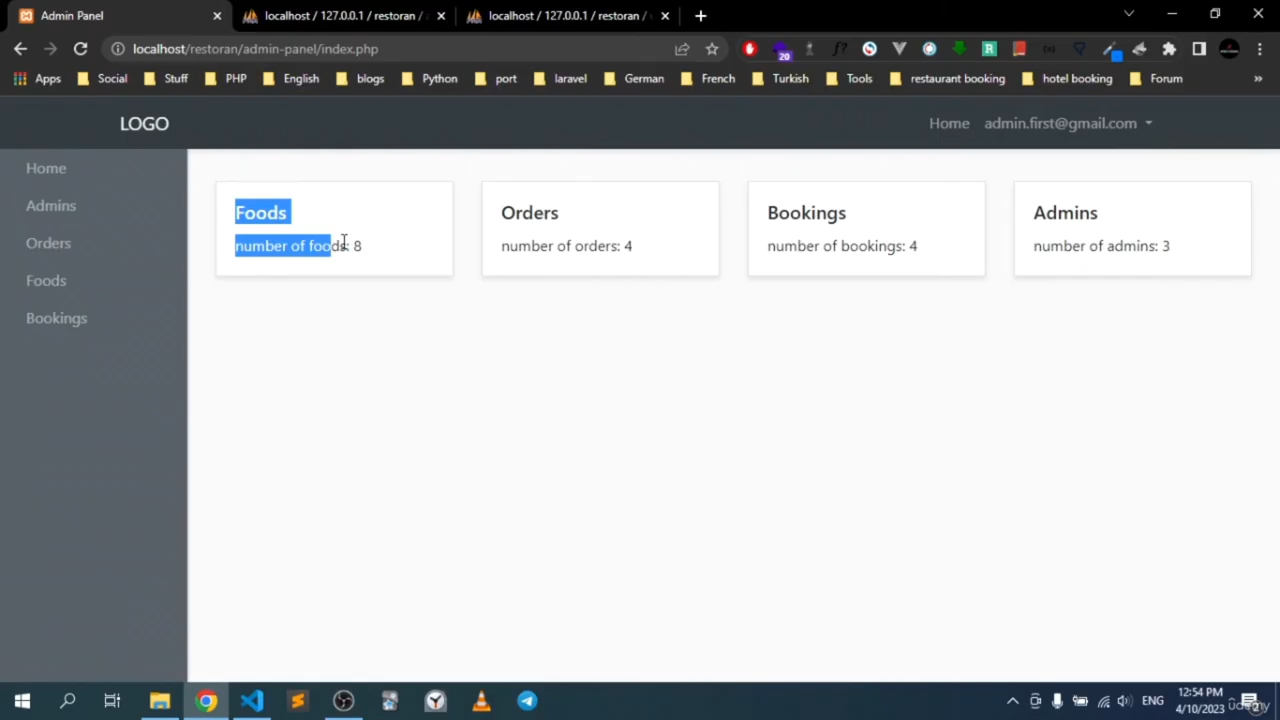 Admin Panel
localhost / 127.0.0.1 / restoran /
localhost / 127.0.0.1 / restoran /
localhost/restoran/admin-panel/index.php
20
Apps Social Stuff PHP English blogs Python port laravel German French Turkish Tools restaurant booking hotel booking Forum
LOGO
Home admin.first@gmail.com
Home
Admins
Orders
Foods
Bookings
Foods
number of foods: 8
Orders
number of orders: 4
Bookings
number of bookings: 4
Admins
number of admins: 3
ENG
12:54 PM
4/10/2023
udemy